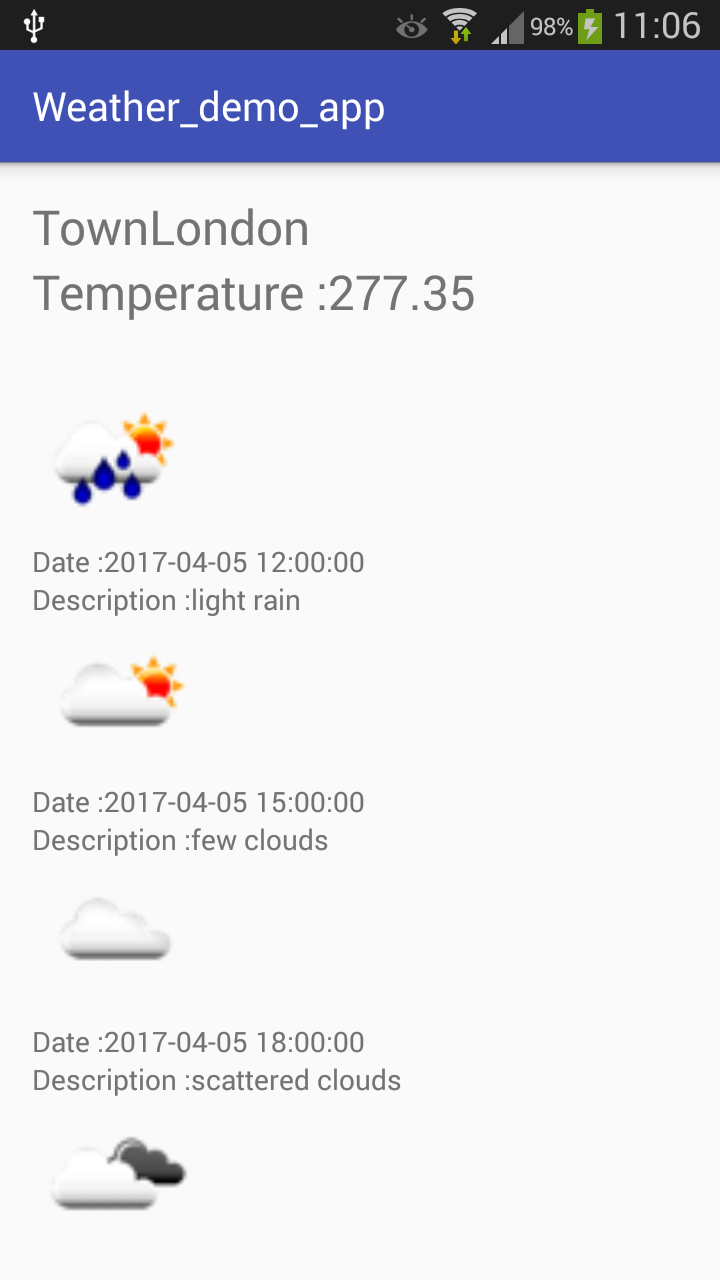 98% 11:06
Weather_demo_app
TownLondon
Temperature :277.35
Date :2017-04-05 12:00:00
Description :light rain
Date :2017-04-05 15:00:00
Description :few clouds
Date :2017-04-05 18:00:00
Description :scattered clouds